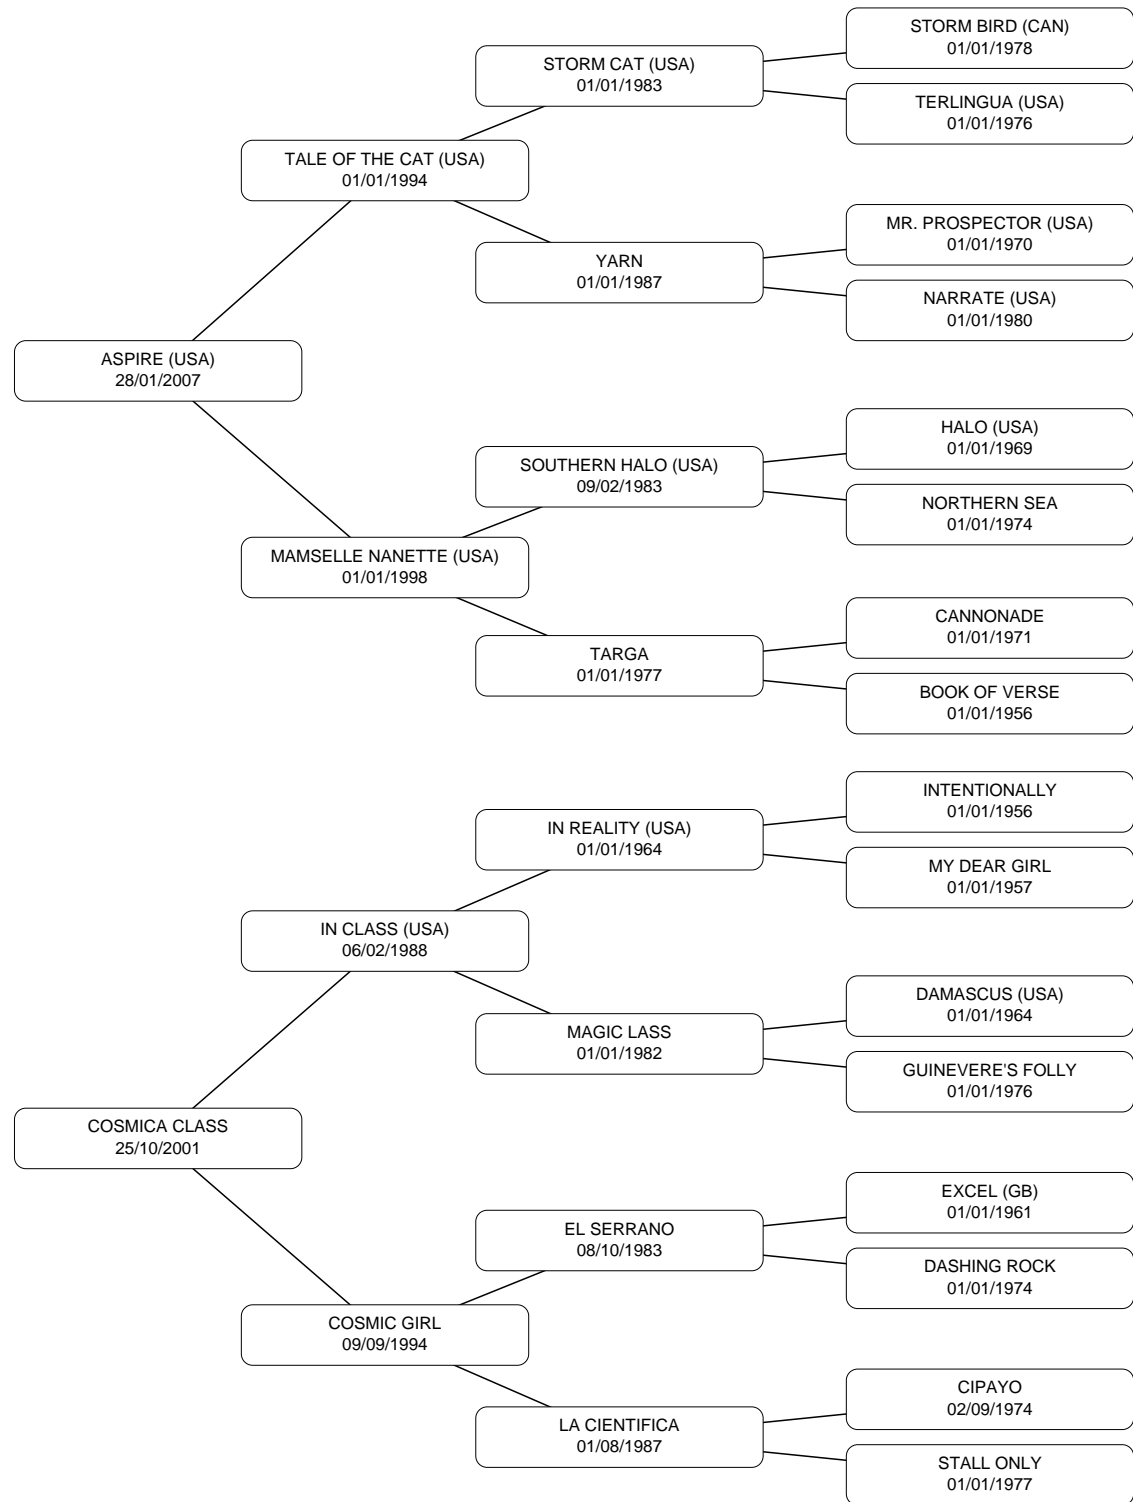 STORM BIRD (CAN)
01/01/1978
STORM CAT (USA)
01/01/1983
TERLINGUA (USA)
01/01/1976
TALE OF THE CAT (USA)
01/01/1994
MR. PROSPECTOR (USA)
01/01/1970
YARN
01/01/1987
NARRATE (USA)
01/01/1980
ASPIRE (USA)
28/01/2007
HALO (USA)
01/01/1969
SOUTHERN HALO (USA)
09/02/1983
NORTHERN SEA
01/01/1974
MAMSELLE NANETTE (USA)
01/01/1998
CANNONADE
01/01/1971
TARGA
01/01/1977
BOOK OF VERSE
01/01/1956
INTENTIONALLY
01/01/1956
IN REALITY (USA)
01/01/1964
MY DEAR GIRL
01/01/1957
IN CLASS (USA)
06/02/1988
DAMASCUS (USA)
01/01/1964
MAGIC LASS
01/01/1982
GUINEVERE'S FOLLY
01/01/1976
COSMICA CLASS
25/10/2001
EXCEL (GB)
01/01/1961
EL SERRANO
08/10/1983
DASHING ROCK
01/01/1974
COSMIC GIRL
09/09/1994
CIPAYO
02/09/1974
LA CIENTIFICA
01/08/1987
STALL ONLY
01/01/1977